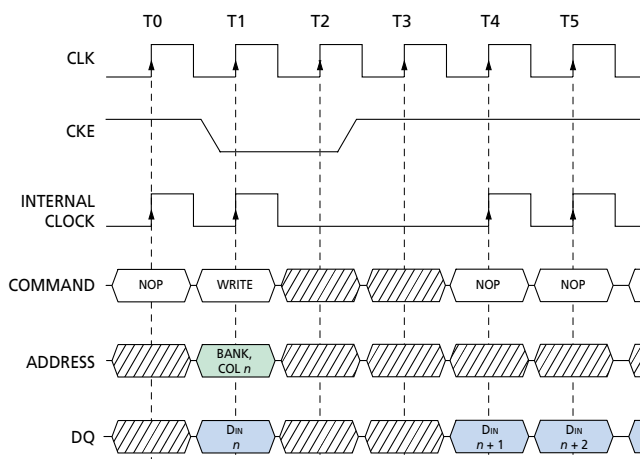 T0 T1 T2 T3 T4 T5
CLK
CKE
INTERNAL
CLOCK
COMMAND NOP WRITE NOP NOP
ADDRESS BANK,
COL n
DQ DIN
n DIN
n + 1 DIN
n + 2